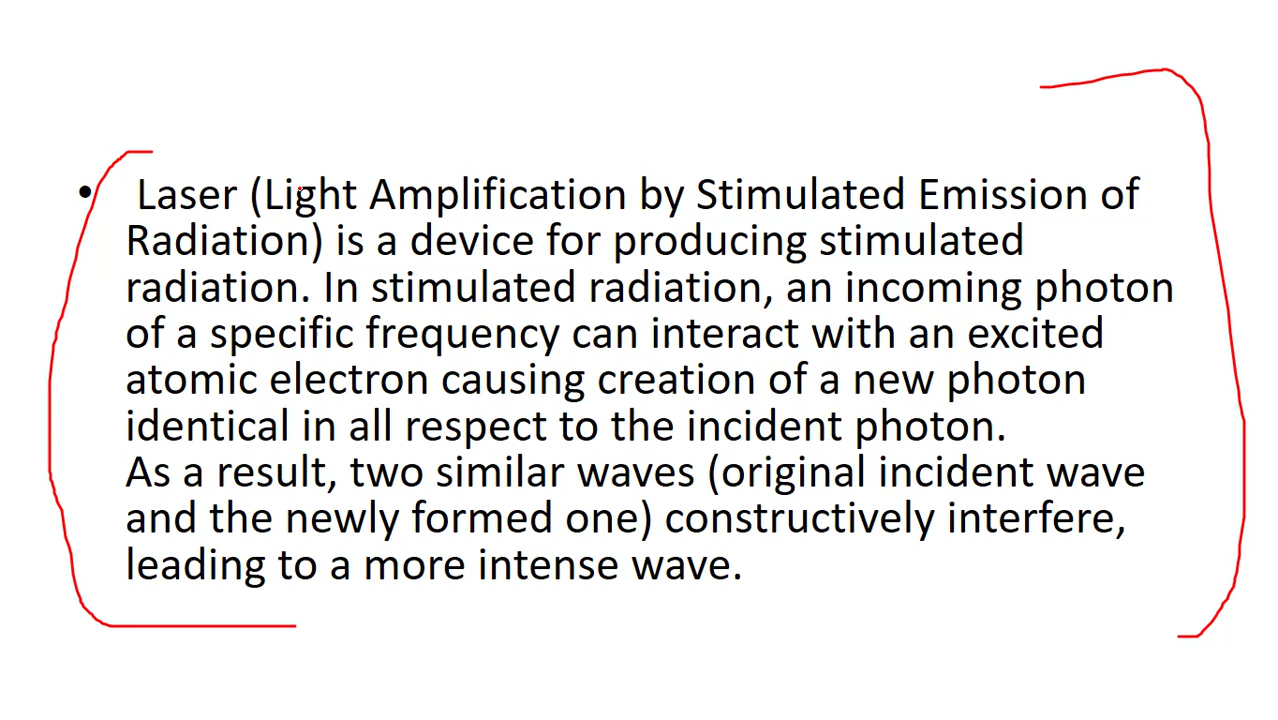 • Laser (Light Amplification by Stimulated Emission of
Radiation) is a device for producing stimulated
radiation. In stimulated radiation, an incoming photon
of a specific frequency can interact with an excited
atomic electron causing creation of a new photon
identical in all respect to the incident photon.
As a result, two similar waves (original incident wave
and the newly formed one) constructively interfere,
leading to a more intense wave.